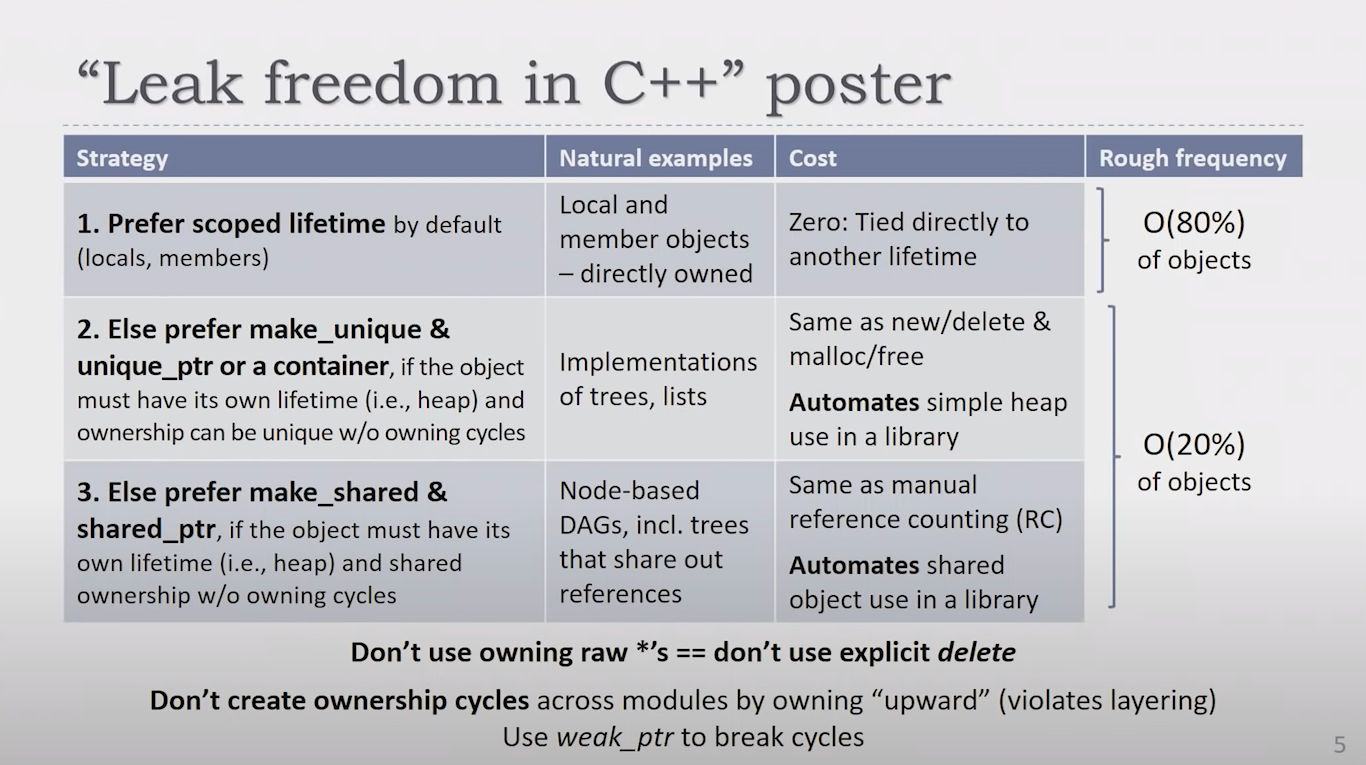 “Leak freedom in C++” poster
Strategy
Natural examples
Cost
Rough frequency
1. Prefer scoped lifetime by default
(locals, members)
Local and
member objects
– directly owned
Zero: Tied directly to
another lifetime
O(80%)
of objects
2. Else prefer make_unique &
unique_ptr or a container, if the object
must have its own lifetime (i.e., heap) and
ownership can be unique w/o owning cycles
Implementations
of trees, lists
Same as new/delete &
malloc/free
Automates simple heap
use in a library
O(20%)
of objects
3. Else prefer make_shared &
shared_ptr, if the object must have its
own lifetime (i.e., heap) and shared
ownership w/o owning cycles
Node-based
DAGs, incl. trees
that share out
references
Same as manual
reference counting (RC)
Automates shared
object use in a library
Don’t use owning raw *’s == don’t use explicit delete
Don’t create ownership cycles across modules by owning “upward” (violates layering)
Use weak_ptr to break cycles
5